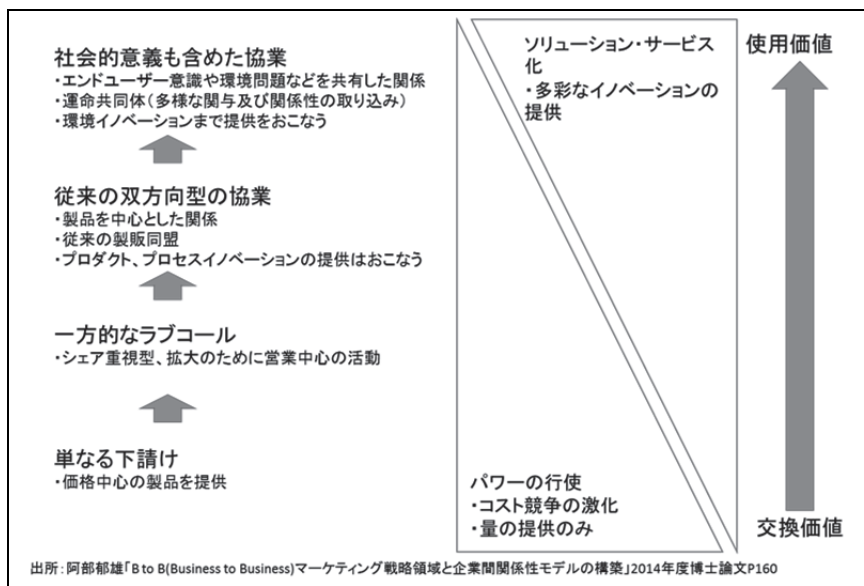 社会的意義も含めた協業
・エンドユーザー意識や環境問題などを共有した関係
・運命共同体（多様な関与及び関係性の取り込み）
・環境イノベーションまで提供をおこなう
従来の双方向型の協業
・製品を中心とした関係
・従来の製販同盟
・プロダクト、プロセスイノベーションの提供はおこなう
一方的なラブコール
・シェア重視型、拡大のために営業中心の活動
単なる下請け
・価格中心の製品を提供
ソリューション・サービス
化
・多彩なイノベーションの
提供
パワーの行使
・コスト競争の激化
・量の提供のみ
使用価値
交換価値
出所：阿部郁雄「B to B(Business to Business)マーケティング戦略領域と企業間関係性モデルの構築」2014年度博士論文P160